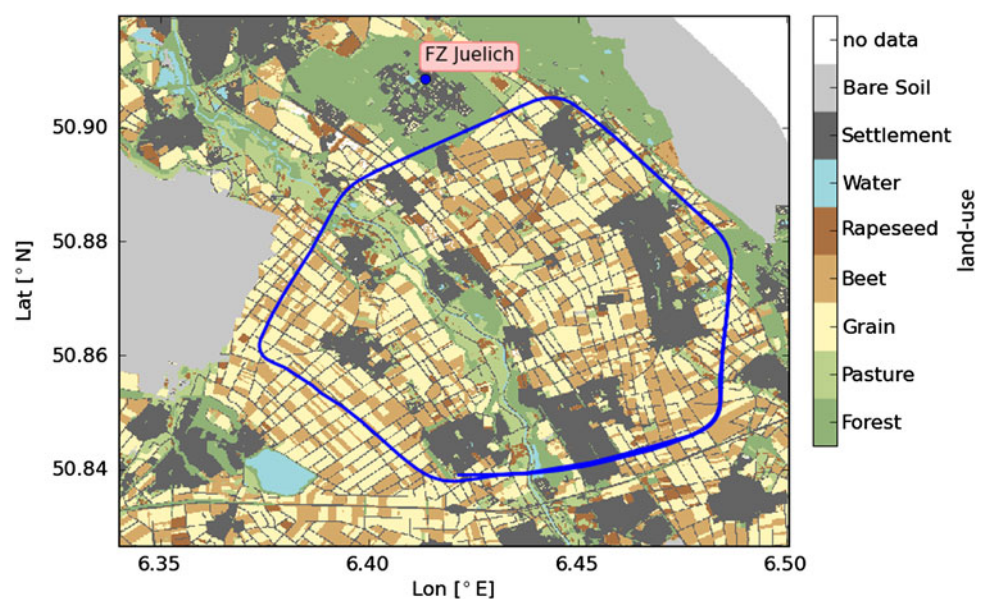 FZ Juelich
50.90
50.88
50.86
50.84
Lat [° N]
6.35
6.40
6.45
6.50
Lon [° E]
no data
Bare Soil
Settlement
Water
Rapeseed
Beet
Grain
Pasture
Forest
land-use